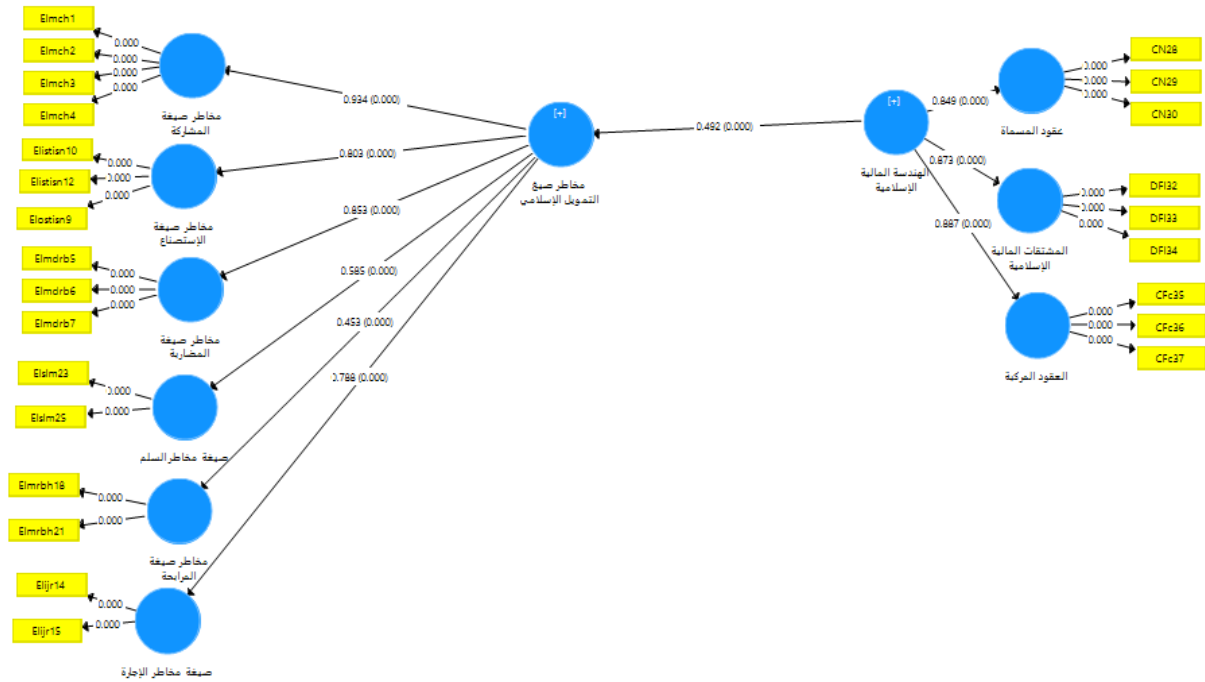 Elmch1
Elmch2
Elmch3
Elmch4
0.000
0.000
0.000
0.000
مخاطر صيغة
المشاركة
Elistisn10
Elistisn12
Elostisn9
0.000
0.000
0.000
مخاطر صيغة
الإستصناع
Elmdrb5
Elmdrb6
Elmdrb7
0.000
0.000
0.000
مخاطر صيغة
المضاربة
Elslm23
Elslm25
0.000
0.000
صيغة مخاطر السلم
Elmrbh18
Elmrbh21
0.000
0.000
مخاطر صيغة
المرابحة
Elijr14
Elijr15
0.000
0.000
صيغة مخاطر الإجارة
0.934 (0.000)
0.803 (0.000)
0.853 (0.000)
0.585 (0.000)
0.453 (0.000)
0.788 (0.000)
[+]
مخاطر صيغ
التمويل الإسلامي
0.492 (0.000)
[+]
الهندسة المالية
الإسلامية
0.849 (0.000)
0.873 (0.000)
0.887 (0.000)
عقود المسماة
0.000
0.000
0.000
CN28
CN29
CN30
المشتقات المالية
الإسلامية
0.000
0.000
0.000
DFI32
DFI33
DFI34
العقود المركبة
0.000
0.000
0.000
CFc35
CFc36
CFc37